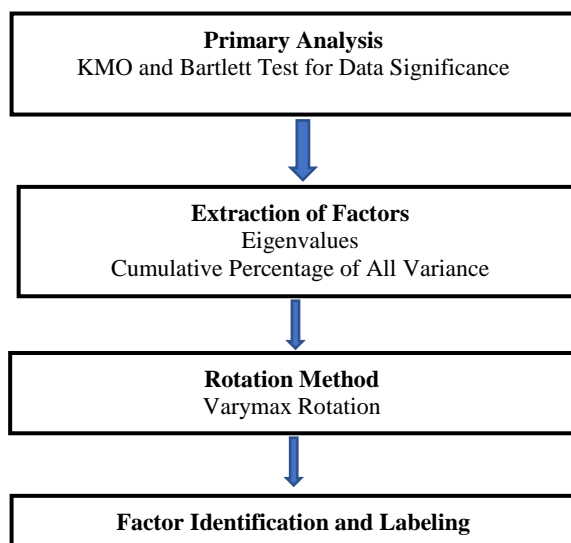 Primary Analysis
KMO and Bartlett Test for Data Significance
Extraction of Factors
Eigenvalues
Cumulative Percentage of All Variance
Rotation Method
Varymax Rotation
Factor Identification and Labeling